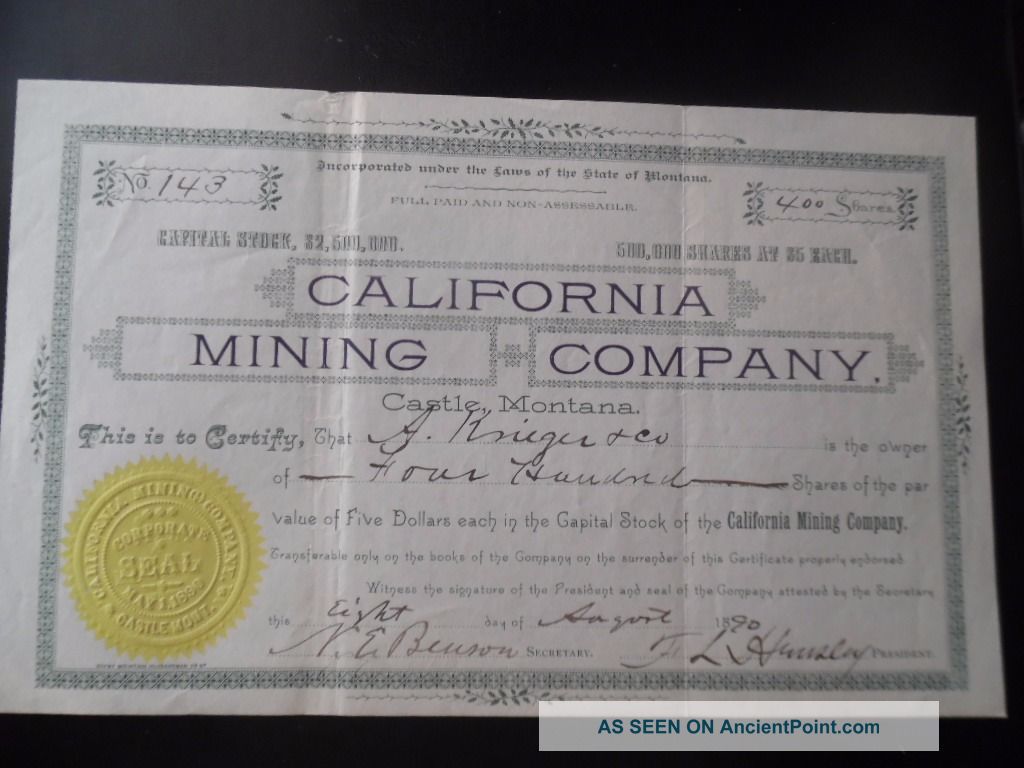 Incorporated under the Laws of the State of Montana.
No. 143
FULL PAID AND NON-ASSESSABLE.
400 Shares
CAPITAL STOCK, $2,500,000.
500,000 SHARES AT $5 EACH.
CALIFORNIA
MINING COMPANY,
Castle, Montana.
This is to Certify, That A. Krieger & Co is the owner
of Four Hundred Shares of the par
value of Five Dollars each in the Capital Stock of the California Mining Company.
Transferable only on the books of the Company on the surrender of this Certificate properly endorsed.
Witness the signature of the President and seal of the Company attested by the Secretary
this Eight day of August 1890
N. E. Benson SECRETARY. F. L. PRESIDENT.
CALIFORNIA MINING COMPANY.
CORPORATE
SEAL
MAY 1, 1890
CASTLE MONT.
AS SEEN ON AncientPoint.com